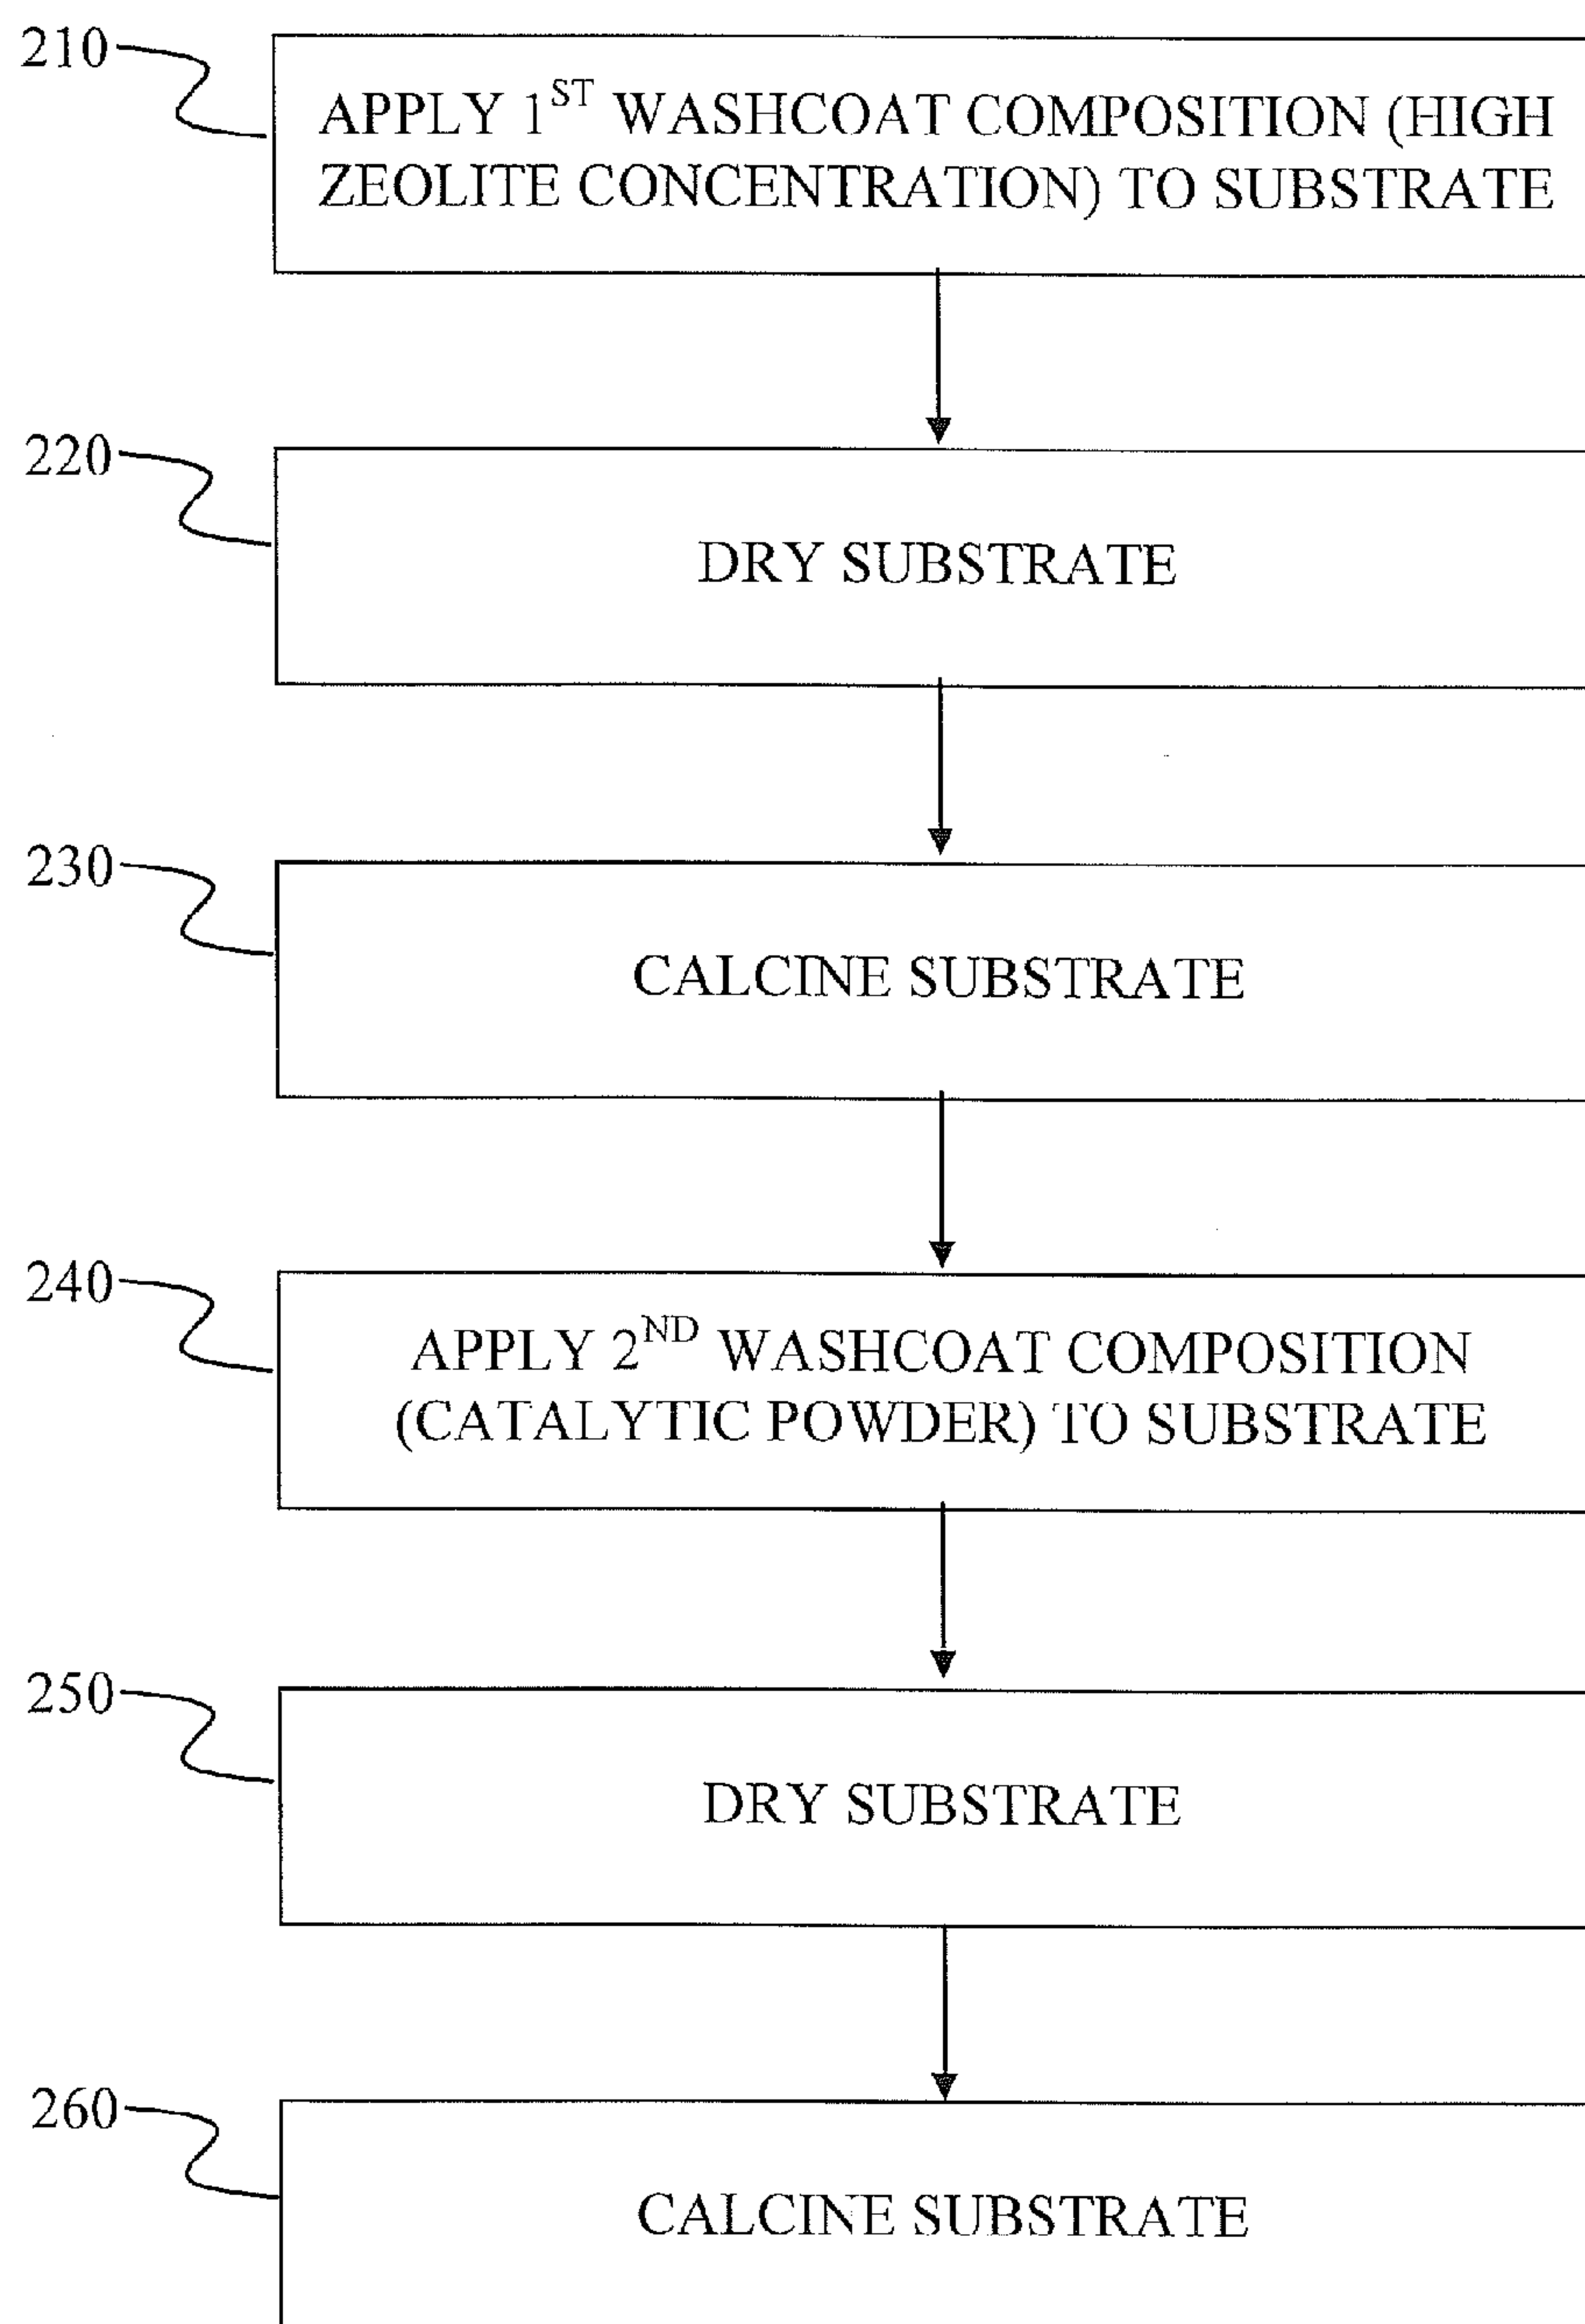 210
APPLY 1ST WASHCOAT COMPOSITION (HIGH
ZEOLITE CONCENTRATION) TO SUBSTRATE
220
DRY SUBSTRATE
230
CALCINE SUBSTRATE
240
APPLY 2ND WASHCOAT COMPOSITION
(CATALYTIC POWDER) TO SUBSTRATE
250
DRY SUBSTRATE
260
CALCINE SUBSTRATE